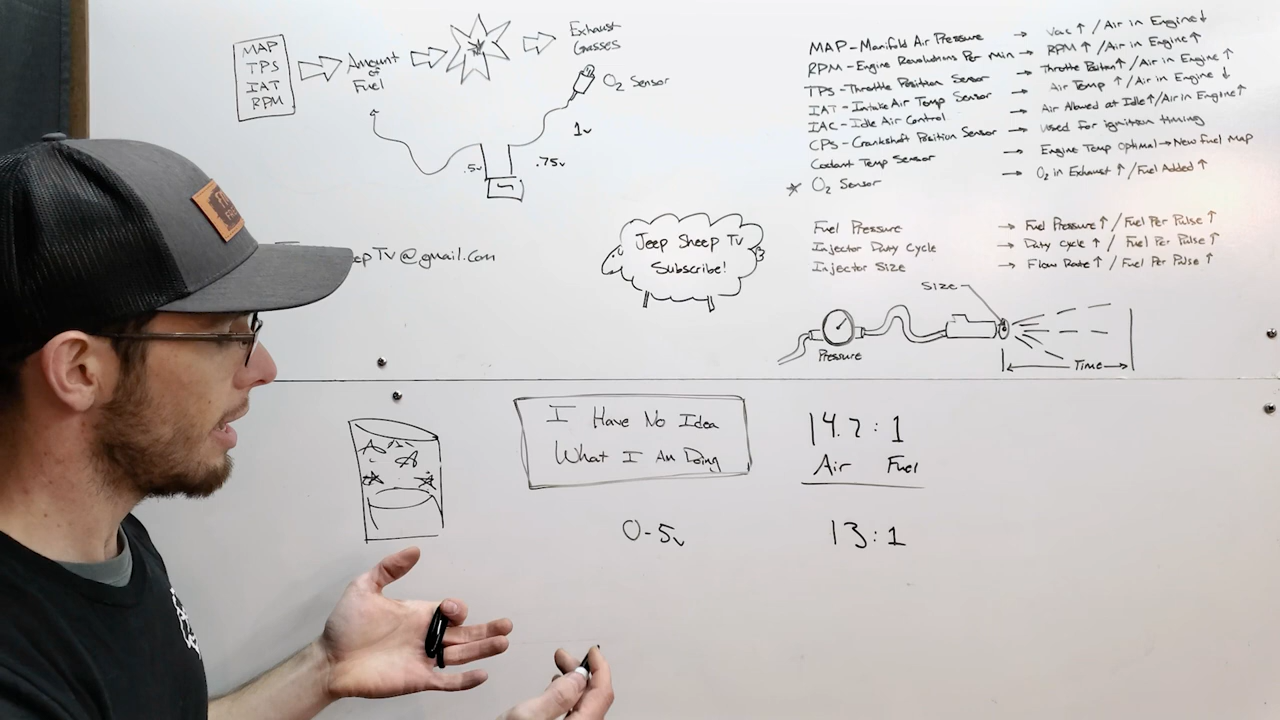 MAP
TPS
IAT
RPM
Amount
of
Fuel
Exhaust
Gasses
O2 Sensor
1v
.5v
.75v
MAP - Manifold Air Pressure → Vac ↑ / Air in Engine ↓
RPM - Engine Revolutions Per Min → RPM ↑ / Air in Engine ↑
TPS - Throttle Position Sensor → Throttle Position ↑ / Air in Engine ↑
IAT - Intake Air Temp Sensor → Air Temp ↑ / Air in Engine ↓
IAC - Idle Air Control → Air Allowed at Idle ↑ / Air in Engine ↑
CPS - Crankshaft Position Sensor → Used for ignition timing
Coolant Temp Sensor → Engine Temp Optimal → New fuel map
* O2 Sensor → O2 in Exhaust ↑ / Fuel Added ↑
Fuel Pressure → Fuel Pressure ↑ / Fuel Per Pulse ↑
Injector Duty Cycle → Duty Cycle ↑ / Fuel Per Pulse ↑
Injector Size → Flow Rate ↑ / Fuel Per Pulse ↑
Jeep Sheep Tv
Subscribe!
eepTv@gmail.com
Size
Pressure
Time
I Have No Idea
What I Am Doing
14.7 : 1
Air Fuel
0-5v
13 : 1